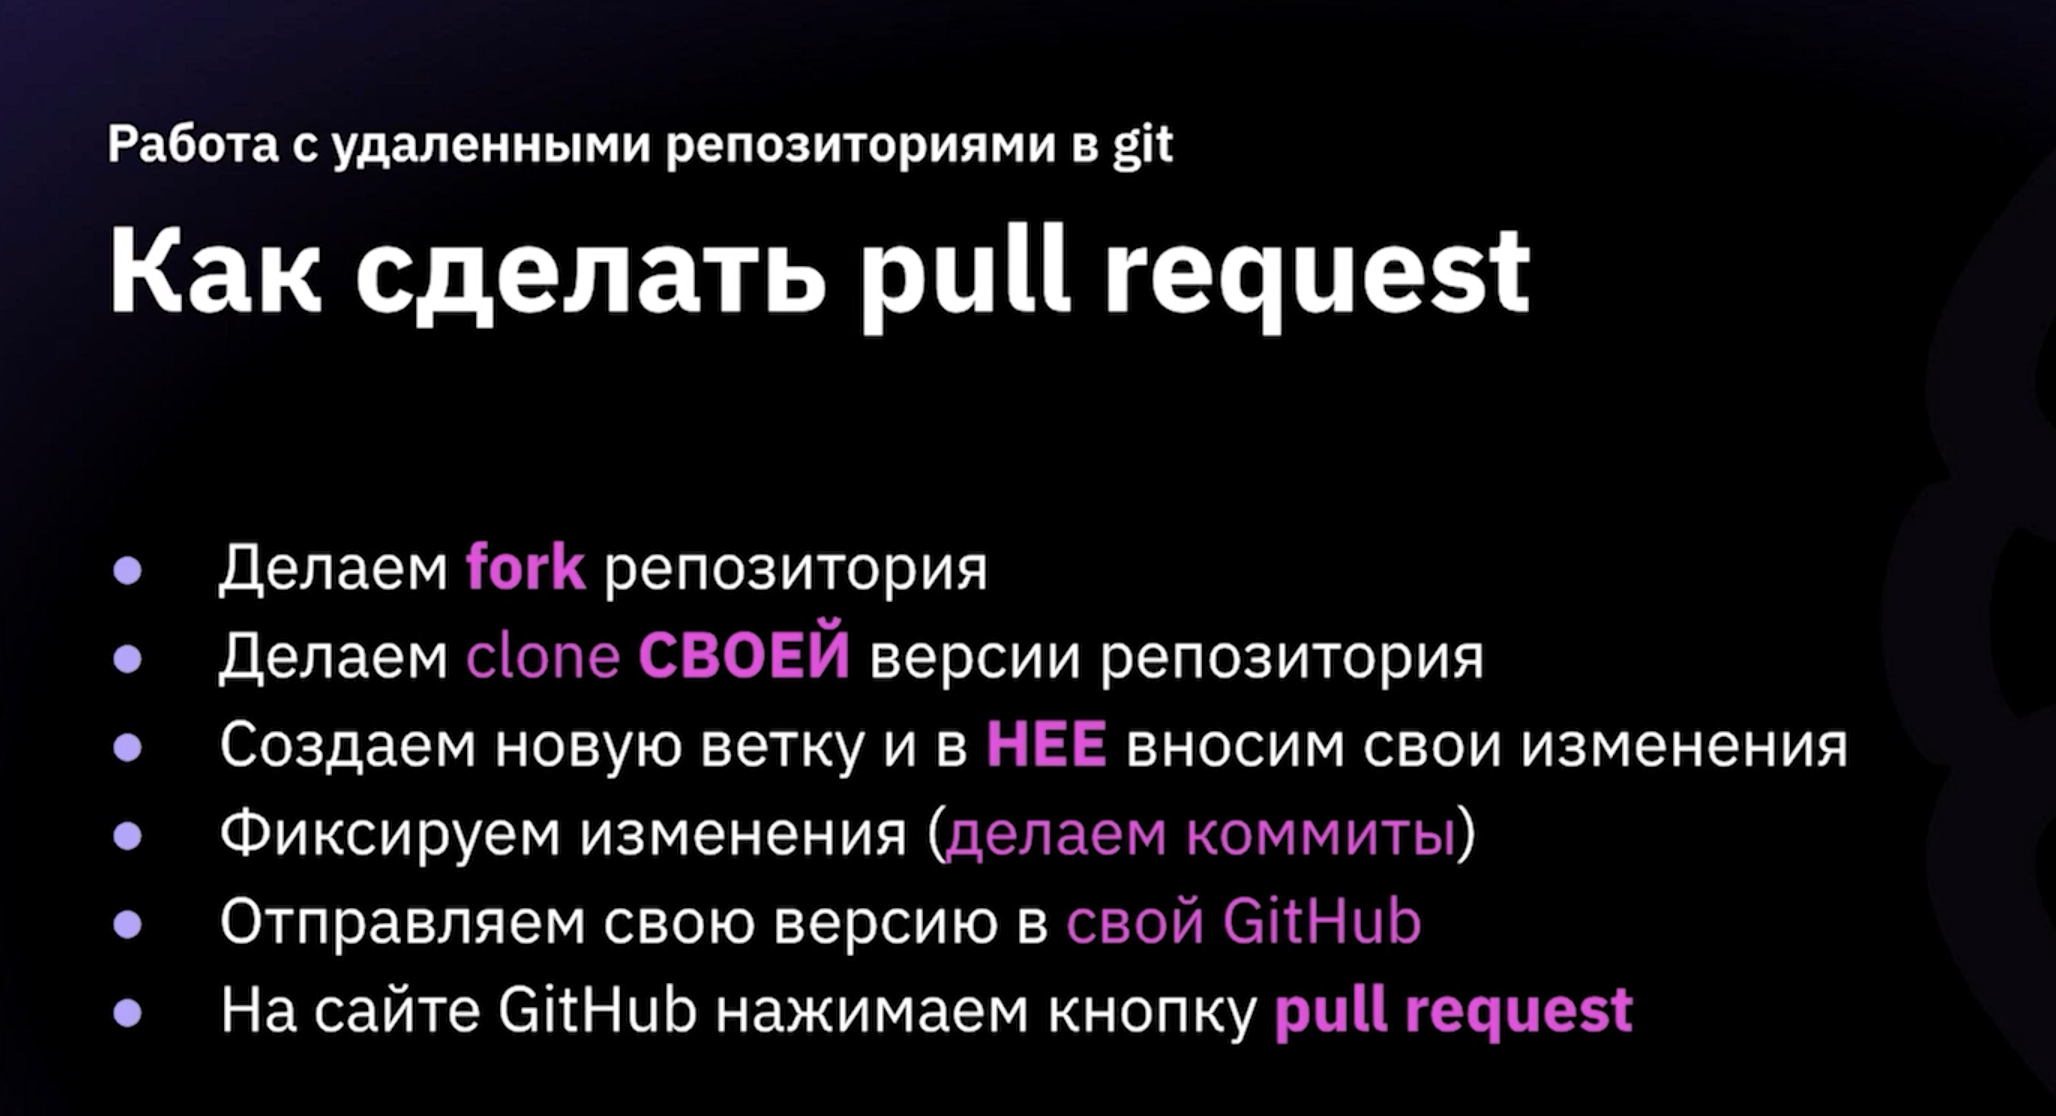 Работа с удаленными репозиториями в git
Как сделать pull request
Делаем fork репозитория
Делаем clone СВОЕЙ версии репозитория
Создаем новую ветку и в НЕЕ вносим свои изменения
Фиксируем изменения (делаем коммиты)
Отправляем свою версию в свой GitHub
На сайте GitHub нажимаем кнопку pull request